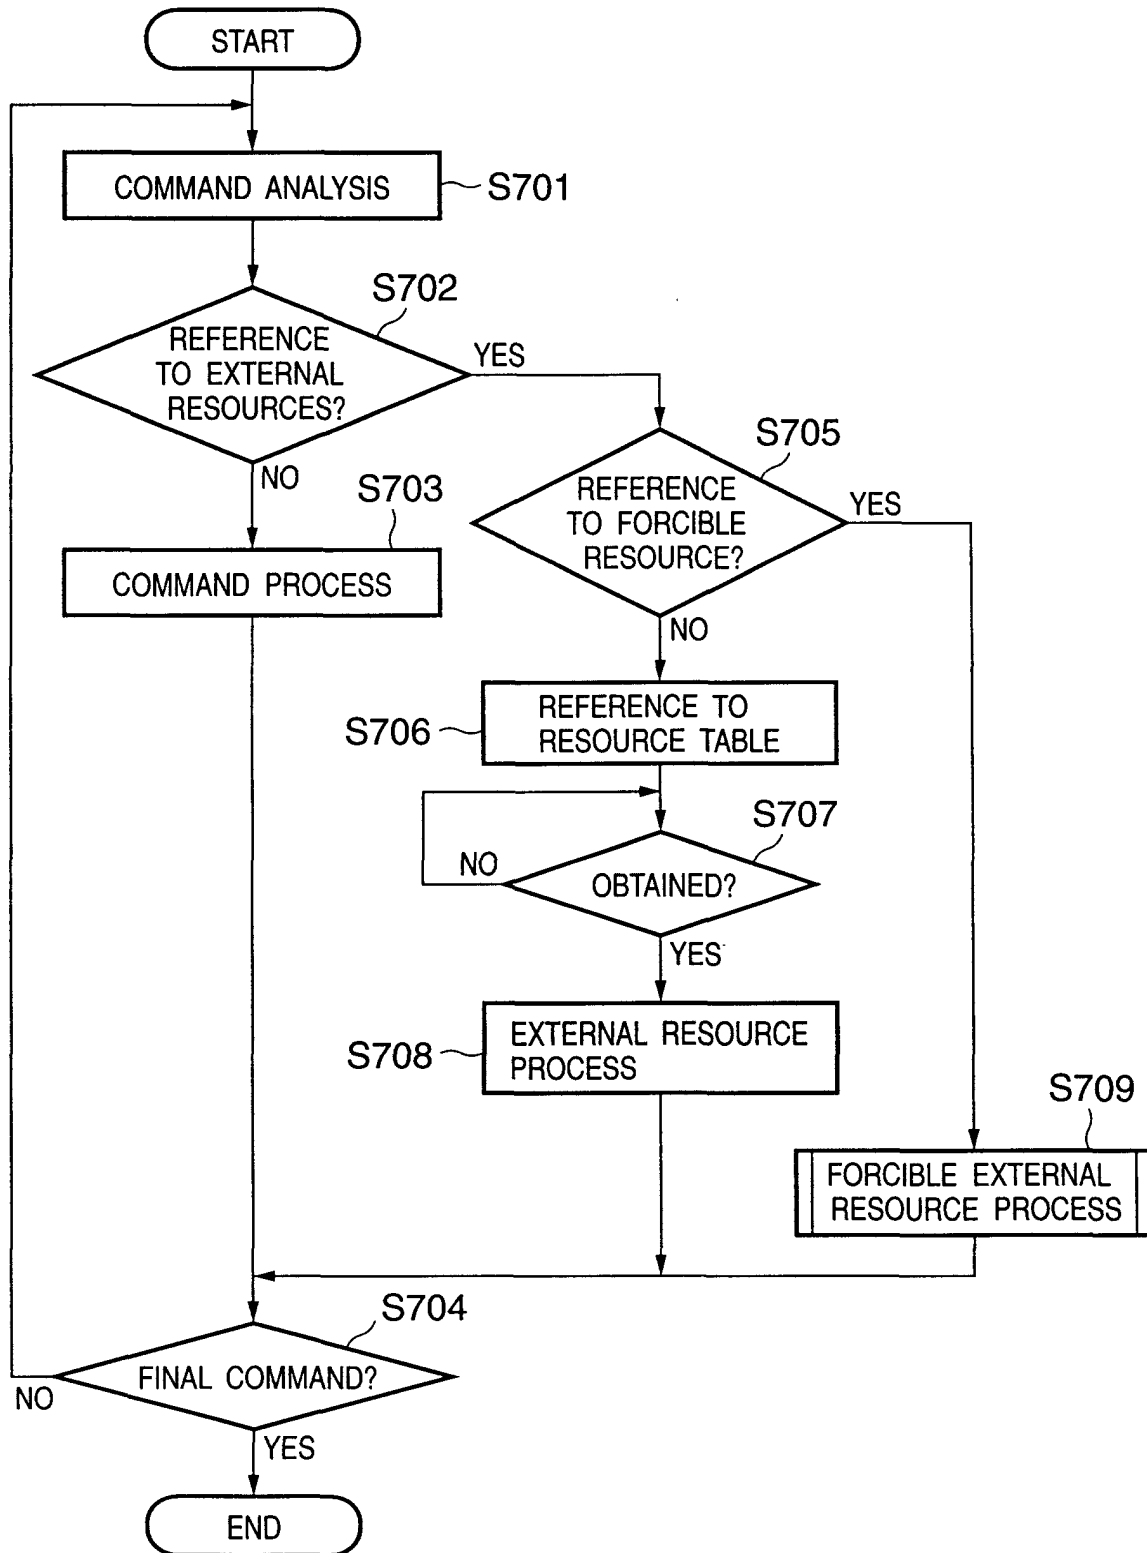 START
COMMAND ANALYSIS
S701
S702
REFERENCE
TO EXTERNAL
RESOURCES?
YES
NO
S703
COMMAND PROCESS
S705
REFERENCE
TO FORCIBLE
RESOURCE?
YES
NO
S706
REFERENCE TO
RESOURCE TABLE
S707
NO
OBTAINED?
YES
S708
EXTERNAL RESOURCE
PROCESS
S709
FORCIBLE EXTERNAL
RESOURCE PROCESS
S704
FINAL COMMAND?
NO
YES
END